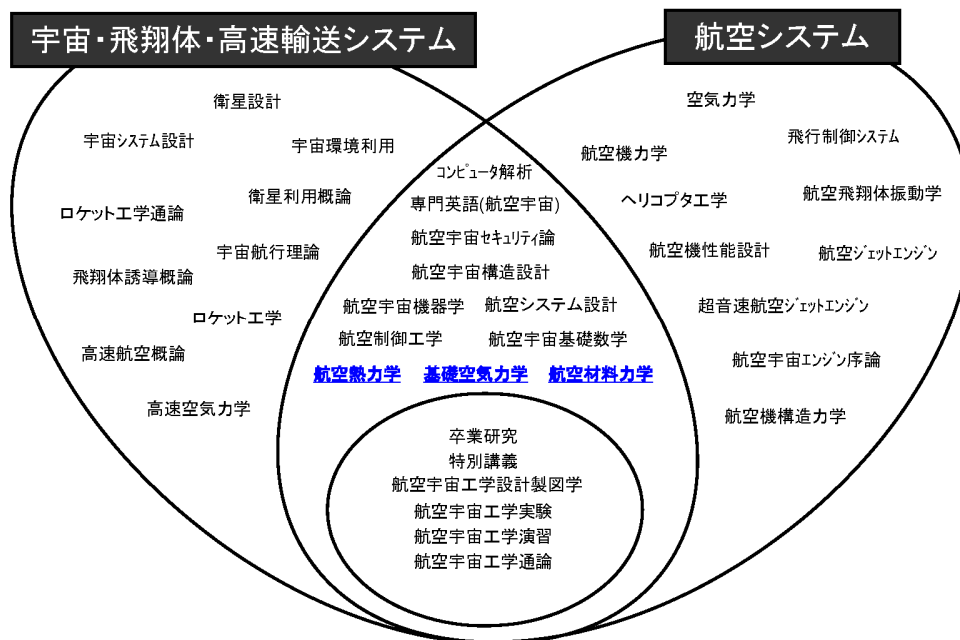 宇宙・飛翔体・高速輸送システム
航空システム
衛星設計
宇宙システム設計
宇宙環境利用
衛星利用概論
ロケット工学通論
宇宙航行理論
飛翔体誘導概論
ロケット工学
高速航空概論
高速空気力学
コンピュータ解析
専門英語(航空宇宙)
航空宇宙セキュリティ論
航空宇宙構造設計
航空宇宙機器学 航空システム設計
航空制御工学 航空宇宙基礎数学
航空熱力学 基礎空気力学 航空材料力学
卒業研究
特別講義
航空宇宙工学設計製図学
航空宇宙工学実験
航空宇宙工学演習
航空宇宙工学通論
空気力学
飛行制御システム
航空機力学
ヘリコプタ工学
航空飛翔体振動学
航空機性能設計
航空ジェットエンジン
超音速航空ジェットエンジン
航空宇宙エンジン序論
航空機構造力学